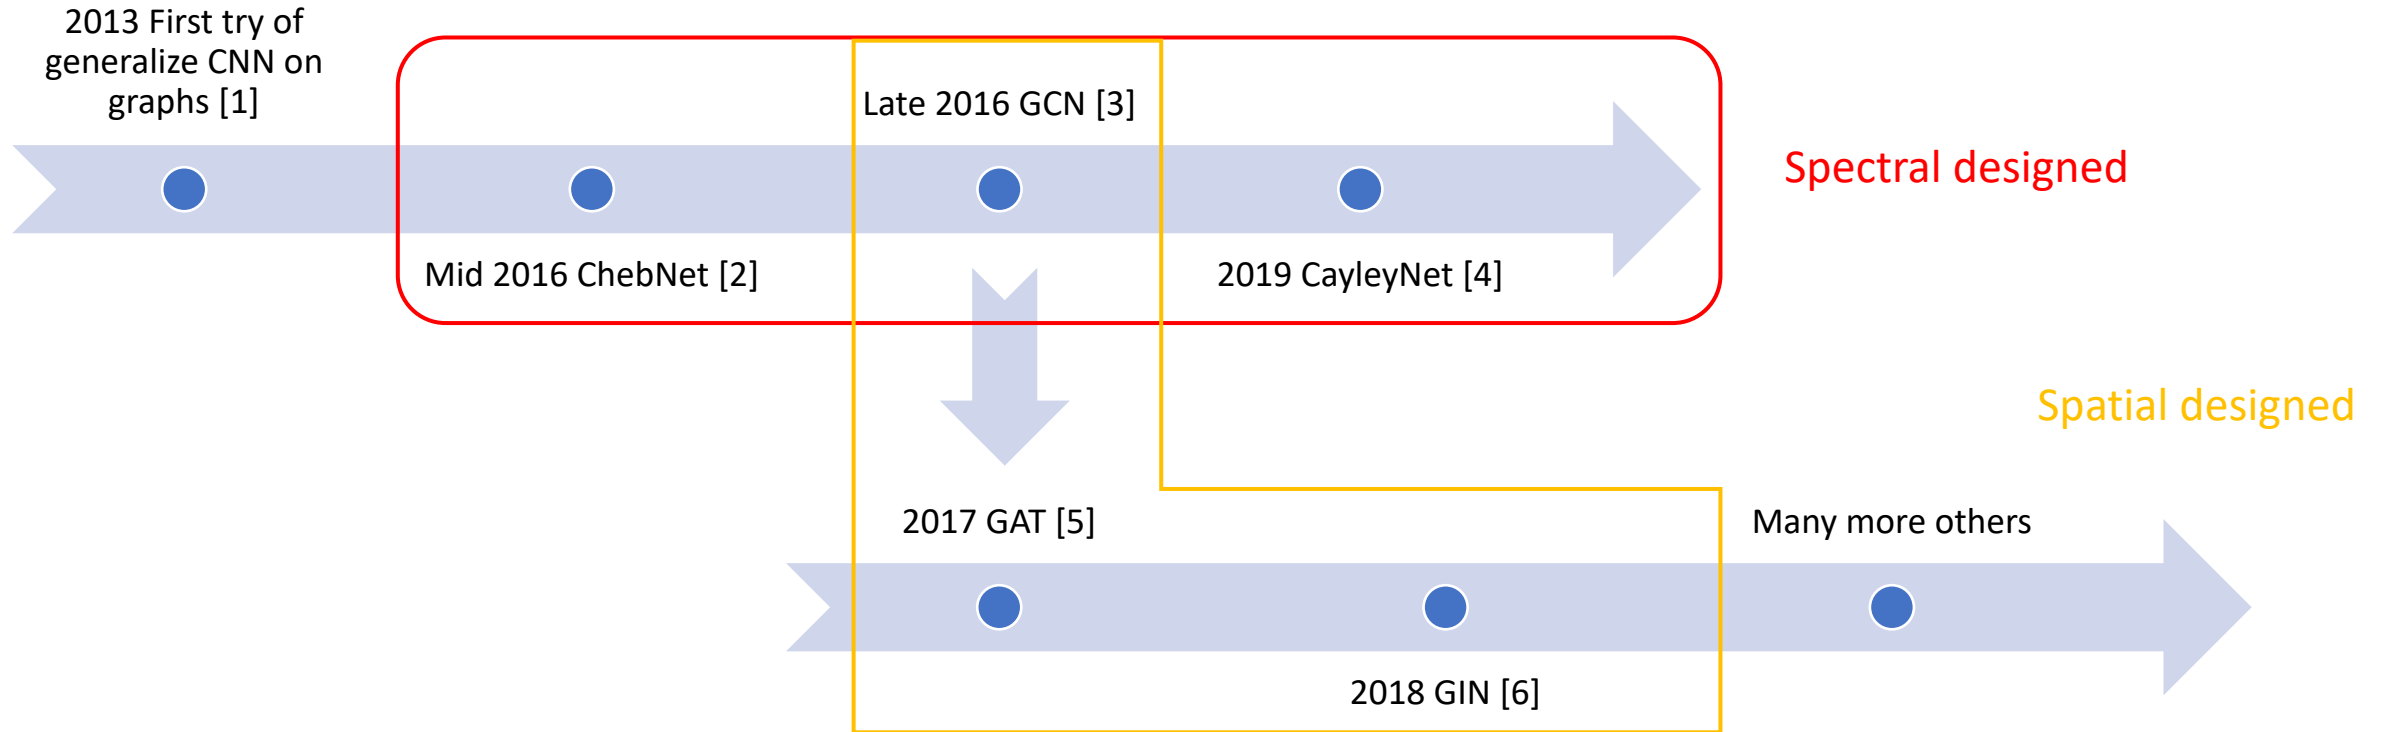 2013 First try of
generalize CNN on
graphs [1]
Late 2016 GCN [3]
Mid 2016 ChebNet [2]
2019 CayleyNet [4]
Spectral designed
Spatial designed
2017 GAT [5]
Many more others
2018 GIN [6]